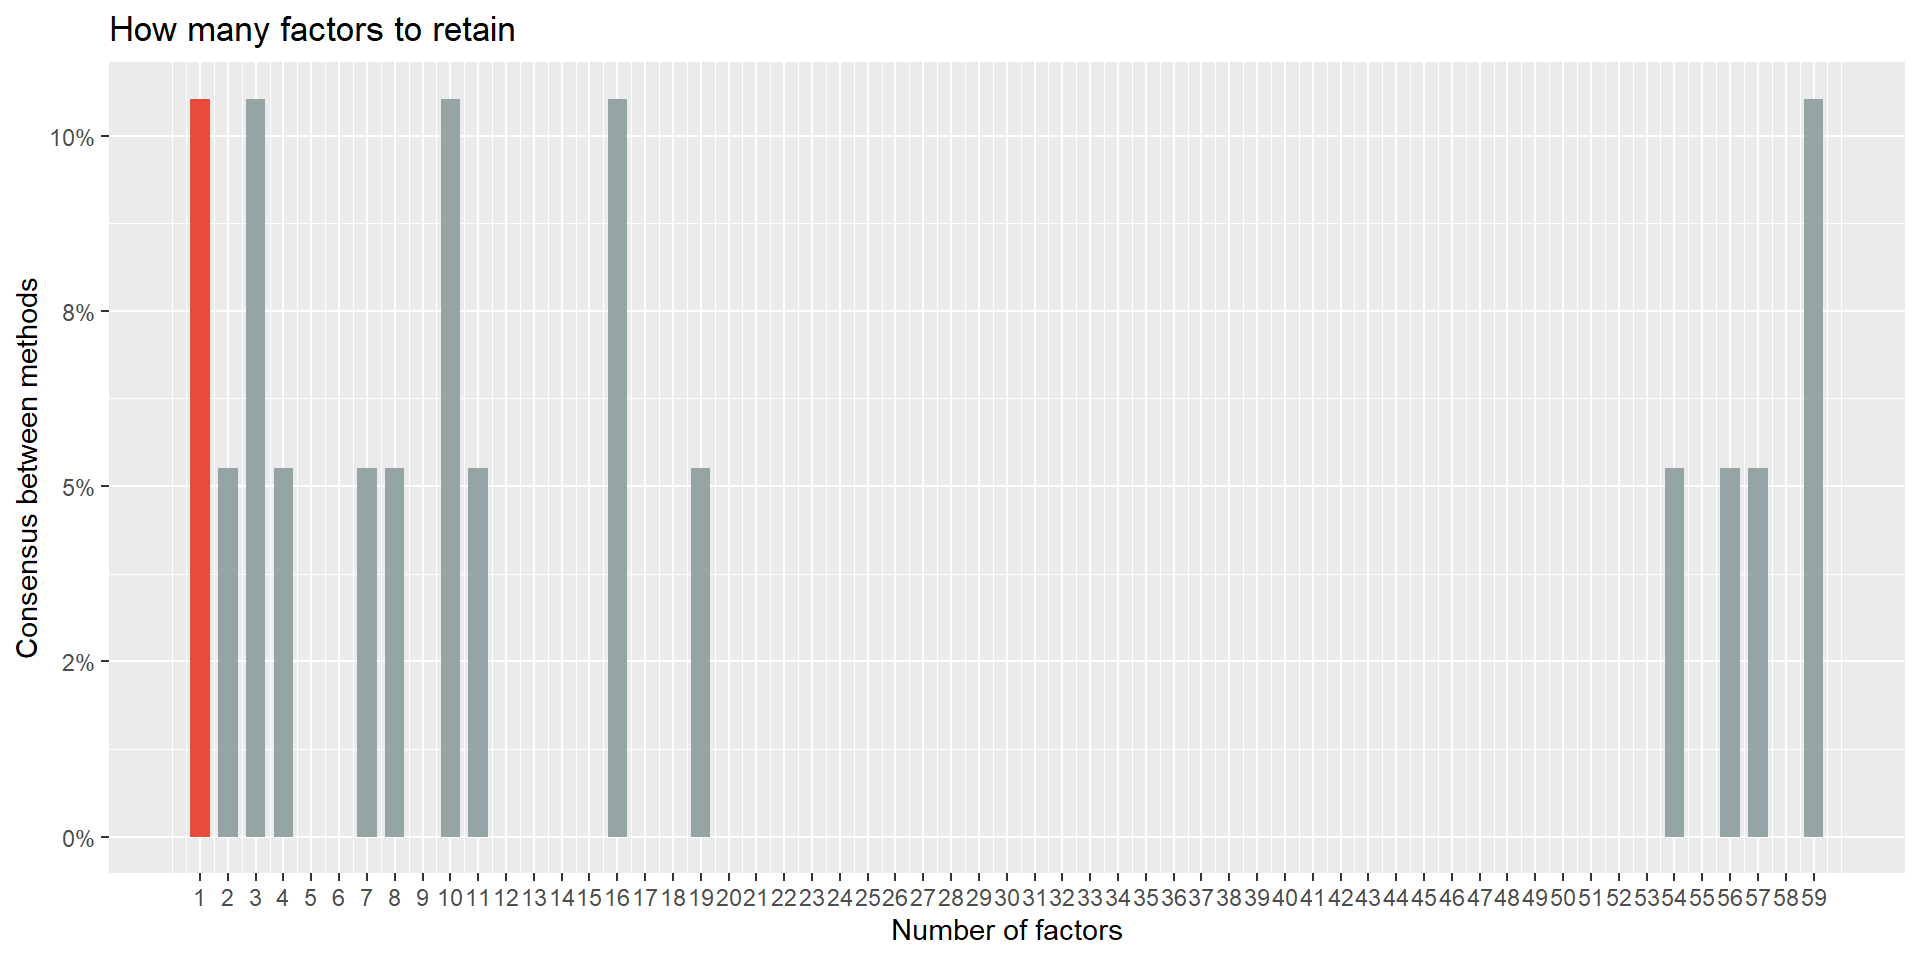 How many factors to retain
Consensus between methods
10%
8%
5%
2%
0%
1 2 3 4 5 6 7 8 9 10 11 12 13 14 15 16 17 18 19 20 21 22 23 24 25 26 27 28 29 30 31 32 33 34 35 36 37 38 39 40 41 42 43 44 45 46 47 48 49 50 51 52 53 54 55 56 57 58 59
Number of factors